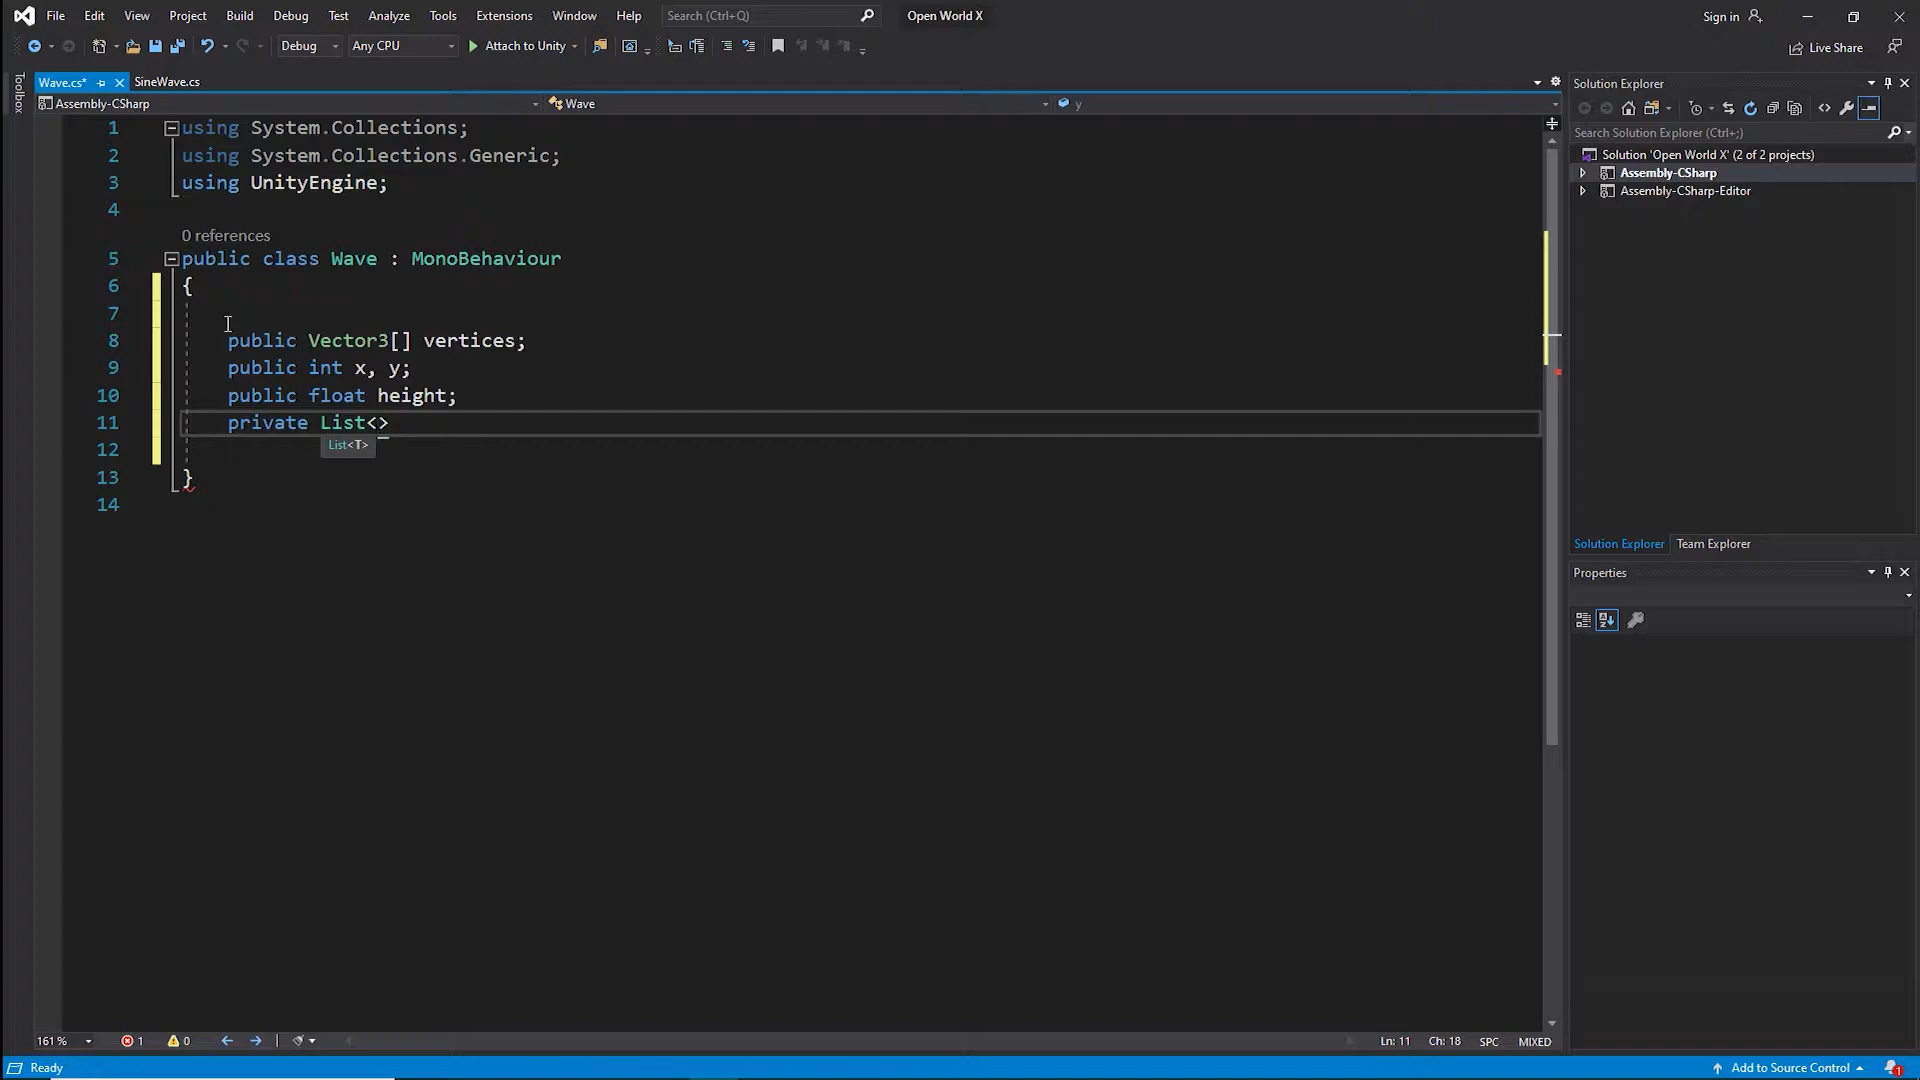 File Edit View Project Build Debug Test Analyze Tools Extensions Window Help Search (Ctrl+Q) Open World X Sign in
Debug Any CPU Attach to Unity Live Share
Toolbox
Wave.cs* SineWave.cs
Assembly-CSharp Wave y
1 using System.Collections;
2 using System.Collections.Generic;
3 using UnityEngine;
4
0 references
5 public class Wave : MonoBehaviour
6 {
7
8 public Vector3[] vertices;
9 public int x, y;
10 public float height;
11 private List<>
List<T>
12
13 }
14
161 % 1 0 Ln: 11 Ch: 18 SPC MIXED
Solution Explorer
Search Solution Explorer (Ctrl+;)
Solution 'Open World X' (2 of 2 projects)
Assembly-CSharp
Assembly-CSharp-Editor
Solution Explorer Team Explorer
Properties
Ready Add to Source Control 1